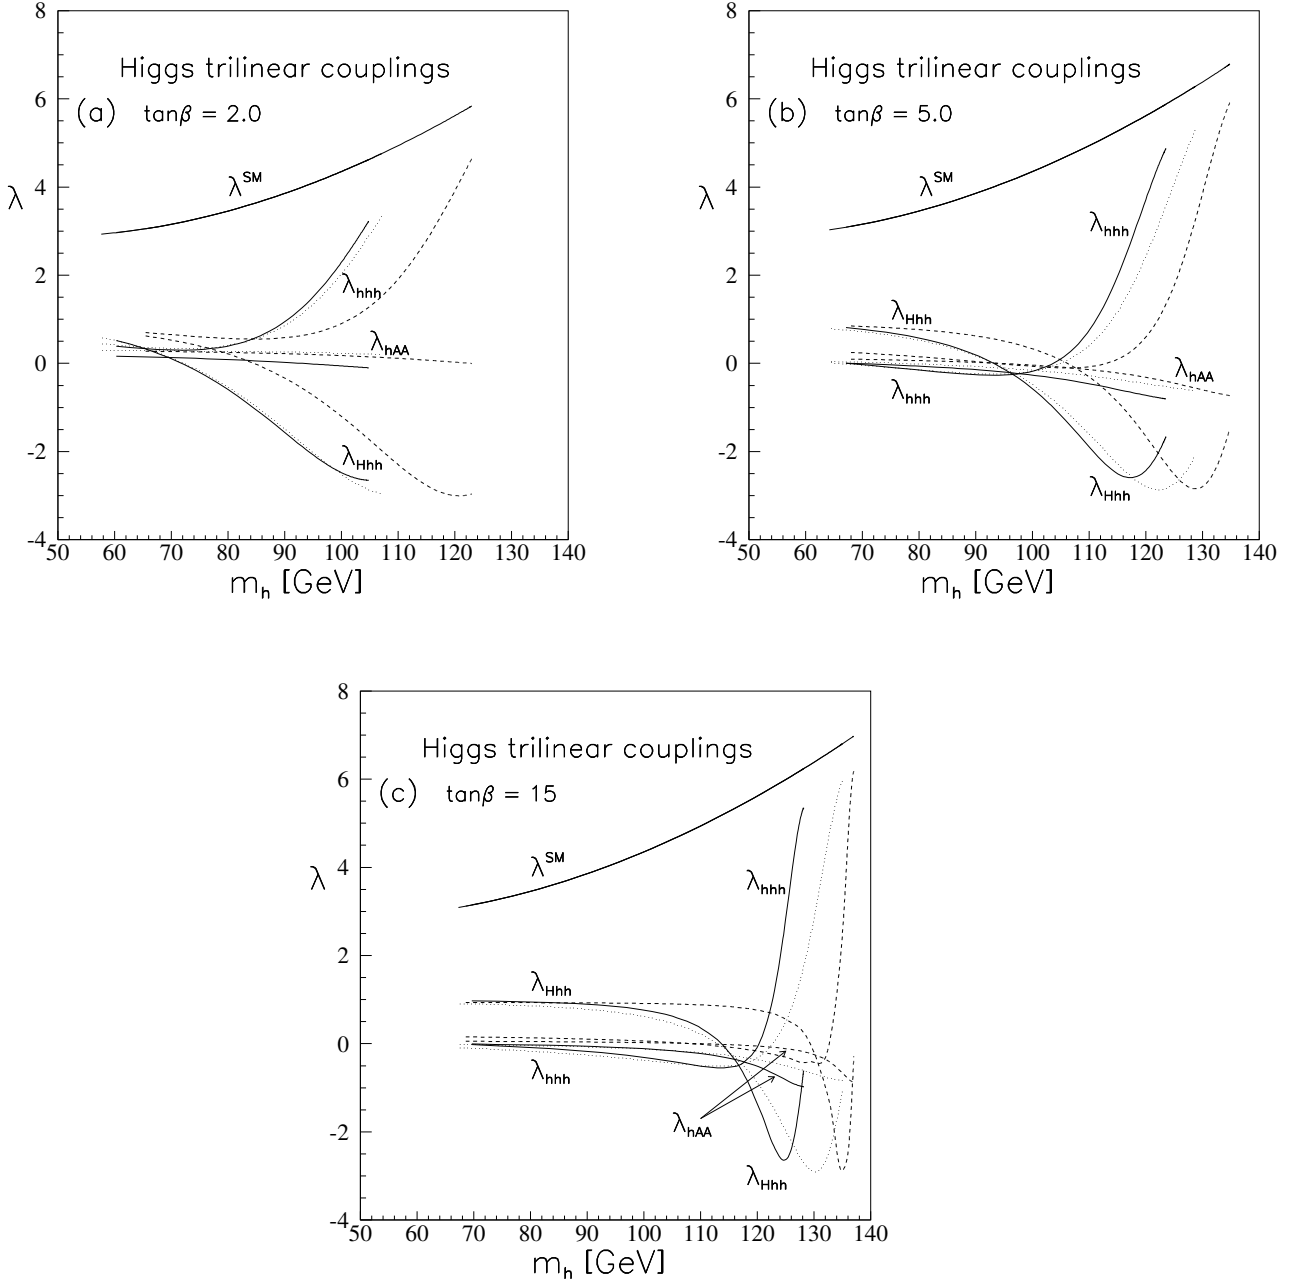 8
Higgs trilinear couplings
6
(a) tanβ = 2.0
λ^SM
4
λ
2
λ_hhh
λ_hAA
0
-2
λ_Hhh
-4
50 60 70 80 90 100 110 120 130 140
m_h [GeV]
8
Higgs trilinear couplings
6
(b) tanβ = 5.0
λ^SM
4
λ
λ_hhh
2
λ_Hhh
0
λ_hAA
λ_hhh
-2
λ_Hhh
-4
50 60 70 80 90 100 110 120 130 140
m_h [GeV]
8
Higgs trilinear couplings
6
(c) tanβ = 15
λ^SM
4
λ
λ_hhh
2
λ_Hhh
0
λ_hhh
λ_hAA
-2
λ_Hhh
-4
50 60 70 80 90 100 110 120 130 140
m_h [GeV]